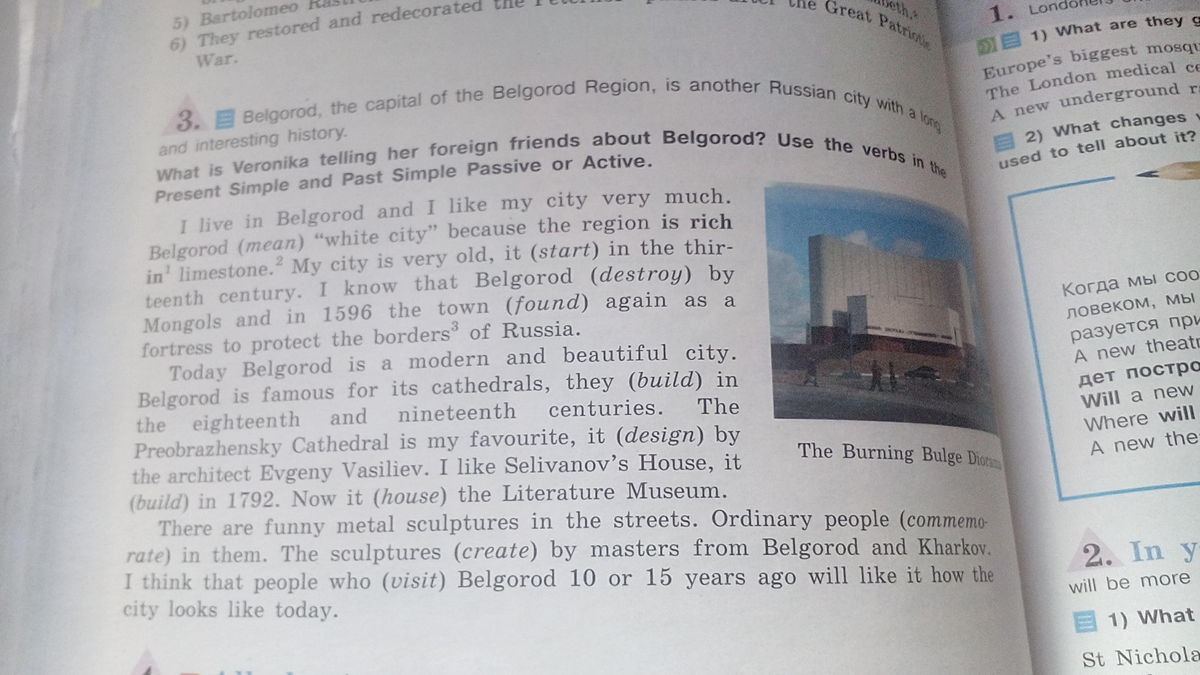 5) Bartolomeo
6) They restored and redecorated the the Great Patriotic
War.
3. Belgorod, the capital of the Belgorod Region, is another Russian city with a long
and interesting history.
What is Veronika telling her foreign friends about Belgorod? Use the verbs in the
Present Simple and Past Simple Passive or Active.
I live in Belgorod and I like my city very much.
Belgorod (mean) “white city” because the region is rich
in¹ limestone.² My city is very old, it (start) in the thir-
teenth century. I know that Belgorod (destroy) by
Mongols and in 1596 the town (found) again as a
fortress to protect the borders³ of Russia.
Today Belgorod is a modern and beautiful city.
Belgorod is famous for its cathedrals, they (build) in
the eighteenth and nineteenth centuries. The
Preobrazhensky Cathedral is my favourite, it (design) by
the architect Evgeny Vasiliev. I like Selivanov’s House, it
(build) in 1792. Now it (house) the Literature Museum.
The Burning Bulge Diorama
There are funny metal sculptures in the streets. Ordinary people (commemo-
rate) in them. The sculptures (create) by masters from Belgorod and Kharkov.
I think that people who (visit) Belgorod 10 or 15 years ago will like it how the
city looks like today.
1.
1) What are they g
Europe’s biggest mosqu
The London medical ce
A new underground r
2) What changes
used to tell about it?
Когда мы соо
ловеком, мы
разуется при
A new theatr
дет постро
Will a new
Where will
A new the
2. In y
will be more
1) What
St Nichola